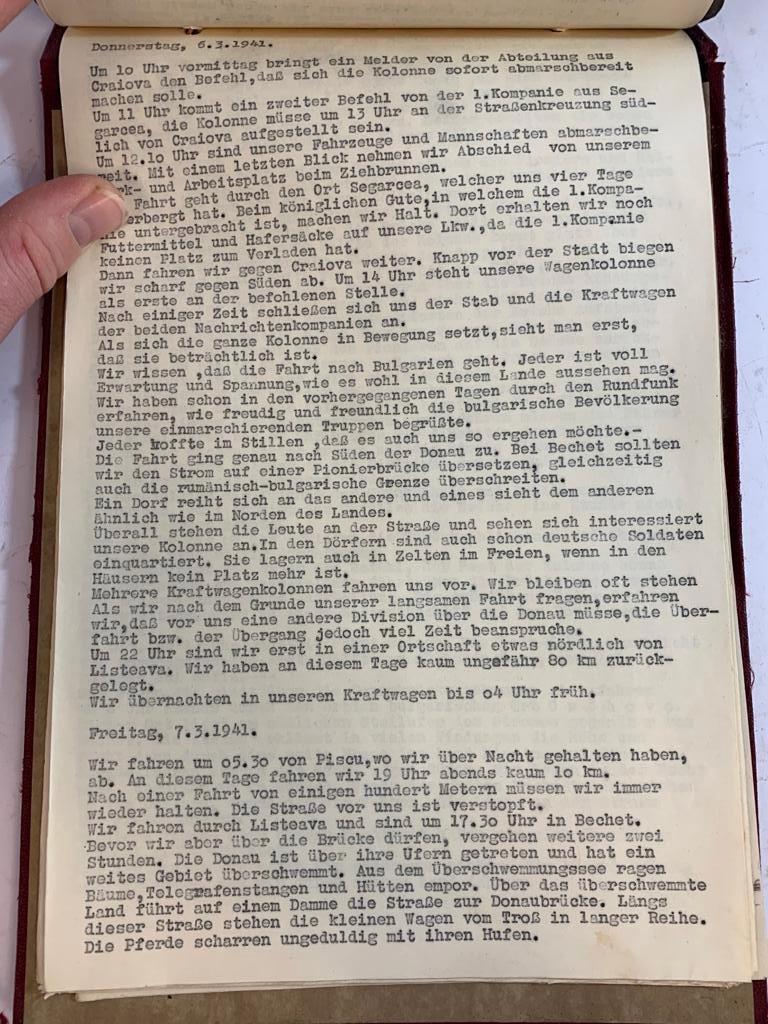 Donnerstag, 6.3.1941.
Um 1o Uhr vormittag bringt ein Melder von der Abteilung aus
Craiova den Befehl,daß sich die Kolonne sofort abmarschbereit
machen solle.
Um 11 Uhr kommt ein zweiter Befehl von der 1.Kompanie aus Se-
garcea, die Kolonne müsse um 13 Uhr an der Straßenkreuzung süd-
lich von Craiova aufgestellt sein.
Um 12.1o Uhr sind unsere Fahrzeuge und Mannschaften abmarschbe-
reit. Mit einem letzten Blick nehmen wir Abschied von unserem
rk- und Arbeitsplatz beim Ziehbrunnen.
Fahrt geht durch den Ort Segarcea, welcher uns vier Tage
erbergt hat. Beim königlichen Gute,in welchem die 1.Kompa-
nie untergebracht ist, machen wir Halt. Dort erhalten wir noch
Futtermittel und Hafersäcke auf unsere Lkw.,da die 1.Kompanie
keinen Platz zum Verladen hat.
Dann fahren wir gegen Craiova weiter. Knapp vor der Stadt biegen
wir scharf gegen Süden ab. Um 14 Uhr steht unsere Wagenkolonne
als erste an der befohlenen Stelle.
Nach einiger Zeit schließen sich uns der Stab und die Kraftwagen
der beiden Nachrichtenkompanien an.
Als sich die ganze Kolonne in Bewegung setzt,sieht man erst,
daß sie beträchtlich ist.
Wir wissen ,daß die Fahrt nach Bulgarien geht. Jeder ist voll
Erwartung und Spannung,wie es wohl in diesem Lande aussehen mag.
Wir haben schon in den vorhergegangenen Tagen durch den Rundfunk
erfahren, wie freudig und freundlich die bulgarische Bevölkerung
unsere einmarschierenden Truppen begrüßte.
Jeder hoffte im Stillen ,daß es auch uns so ergehen möchte.-
Die Fahrt ging genau nach Süden der Donau zu. Bei Bechet sollten
wir den Strom auf einer Pionierbrücke übersetzen, gleichzeitig
auch die rumänisch-bulgarische Grenze überschreiten.
Ein Dorf reiht sich an das andere und eines sieht dem anderen
ähnlich wie im Norden des Landes.
Überall stehen die Leute an der Straße und sehen sich interessiert
unsere Kolonne an.In den Dörfern sind auch schon deutsche Soldaten
einquartiert. Sie lagern auch in Zelten im Freien, wenn in den
Häusern kein Platz mehr ist.
Mehrere Kraftwagenkolonnen fahren uns vor. Wir bleiben oft stehen
Als wir nach dem Grunde unserer langsamen Fahrt fragen,erfahren
wir,daß vor uns eine andere Division über die Donau müsse,die Über-
fahrt bzw. der Übergang jedoch viel Zeit beanspruche.
Um 22 Uhr sind wir erst in einer Ortschaft etwas nördlich von
Listeava. Wir haben an diesem Tage kaum ungefähr 8o km zurück-
gelegt.
Wir übernachten in unseren Kraftwagen bis o4 Uhr früh.
Freitag, 7.3.1941.
Wir fahren um o5.3o von Piscu,wo wir über Nacht gehalten haben,
ab. An diesem Tage fahren wir 19 Uhr abends kaum 1o km.
Nach einer Fahrt von einigen hundert Metern müssen wir immer
wieder halten. Die Straße vor uns ist verstopft.
Wir fahren durch Listeava und sind um 17.3o Uhr in Bechet.
Bevor wir aber über die Brücke dürfen, vergehen weitere zwei
Stunden. Die Donau ist über ihre Ufern getreten und hat ein
weites Gebiet überschwemmt. Aus dem Überschwemmungssee ragen
Bäume,Telegrafenstangen und Hütten empor. Über das überschwemmte
Land führt auf einem Damme die Straße zur Donaubrücke. Längs
dieser Straße stehen die kleinen Wagen vom Troß in langer Reihe.
Die Pferde scharren ungeduldig mit ihren Hufen.